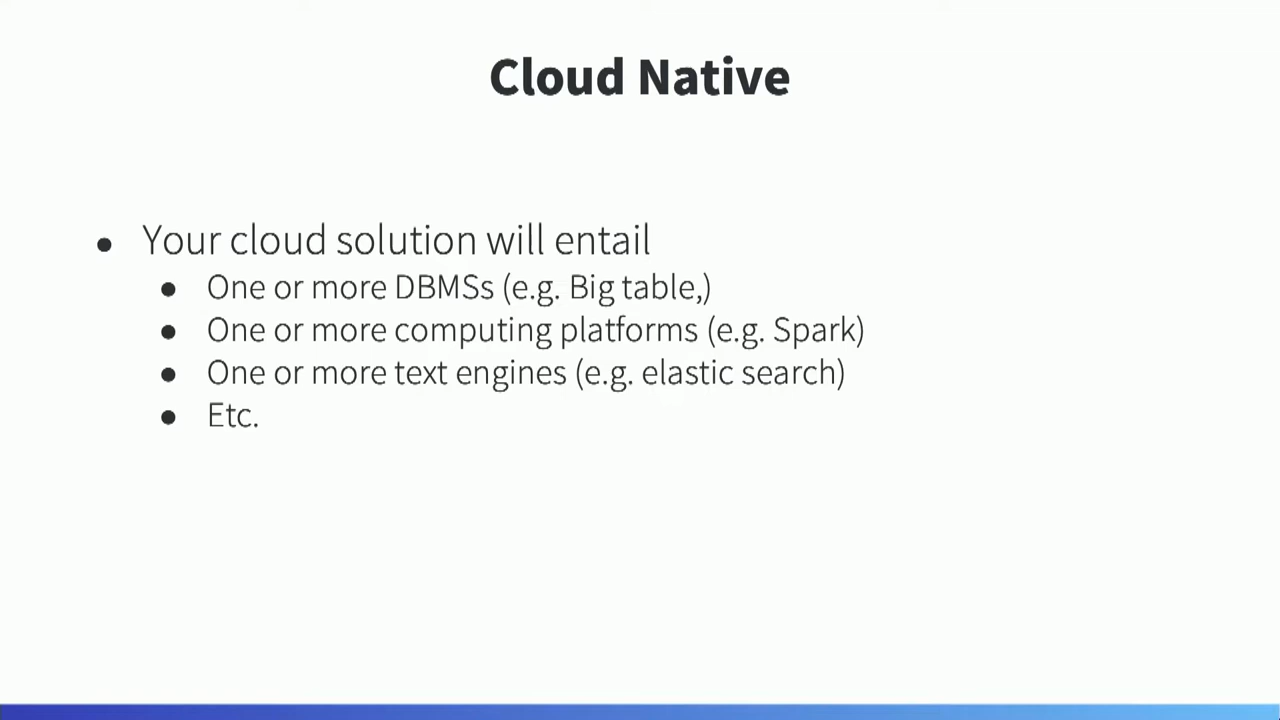 Cloud Native
● Your cloud solution will entail
● One or more DBMSs (e.g. Big table,)
● One or more computing platforms (e.g. Spark)
● One or more text engines (e.g. elastic search)
● Etc.